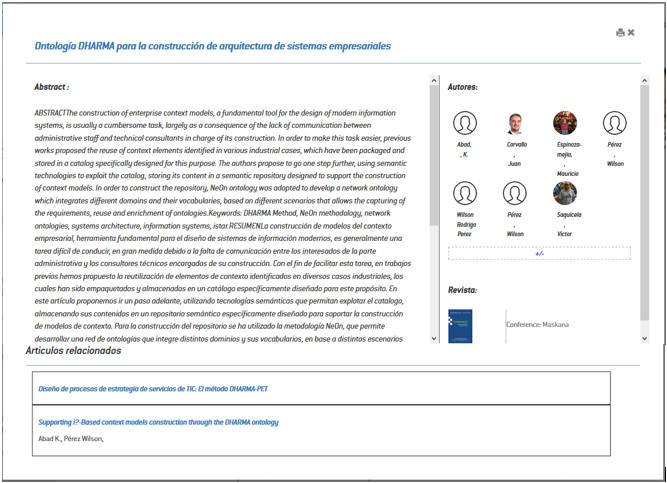 Ontología DHARMA para la construcción de arquitectura de sistemas empresariales
Abstract :
ABSTRACTThe construction of enterprise context models, a fundamental tool for the design of modern information
systems, is usually a cumbersome task, largely as a consequence of the lack of communication between
administrative staff and technical consultants in charge of its construction. In order to make this task easier, previous
works proposed the reuse of context elements identified in various industrial cases, which have been packaged and
stored in a catalog specifically designed for this purpose. The authors propose to go one step further, using semantic
technologies to exploit the catalog, storing its content in a semantic repository designed to support the construction
of context models. In order to construct the repository, NeOn ontology was adopted to develop a network ontology
which integrates different domains and their vocabularies, based on different scenarios that allows the capturing of
the requirements, reuse and enrichment of ontologies.Keywords: DHARMA Method, NeOn methodology, network
ontologies, systems architecture, information systems, istar.RESUMENLa construcción de modelos del contexto
empresarial, herramienta fundamental para el diseño de sistemas de información modernos, es generalmente una
tarea difícil de conducir, en gran medida debido a la falta de comunicación entre los interesados de la parte
administrativa y los consultores técnicos encargados de su construcción. Con el fin de facilitar esta tarea, en trabajos
previos hemos propuesto la reutilización de elementos de contexto identificados en diversos casos industriales, los
cuales han sido empaquetados y almacenados en un catálogo específicamente diseñado para este propósito. En
este artículo proponemos ir un paso adelante, utilizando tecnologías semánticas que permitan explotar el catalogo,
almacenando sus contenidos en un repositorio semántico específicamente diseñado para soportar la construcción
de modelos de contexto. Para la construcción del repositorio se ha utilizado la metodología NeOn, que permite
desarrollar una red de ontologías que integre distintos dominios y sus vocabularios, en base a distintos escenarios
Autores:
Abad,
, K.
Carvallo
,
Juan
Espinoza-
mejia,
,
Mauricio
Pérez
,
Wilson
Wilson
Rodrigo
Perez
Pérez
,
Wilson
Saquicela
,
Víctor
+/-
Revista:
Conference: Maskana
Articulos relacionados
Diseño de procesos de estrategia de servicios de TIC: El método DHARMA-PET
Supporting i?-Based context models construction through the DHARMA ontology
Abad K., Pérez Wilson,